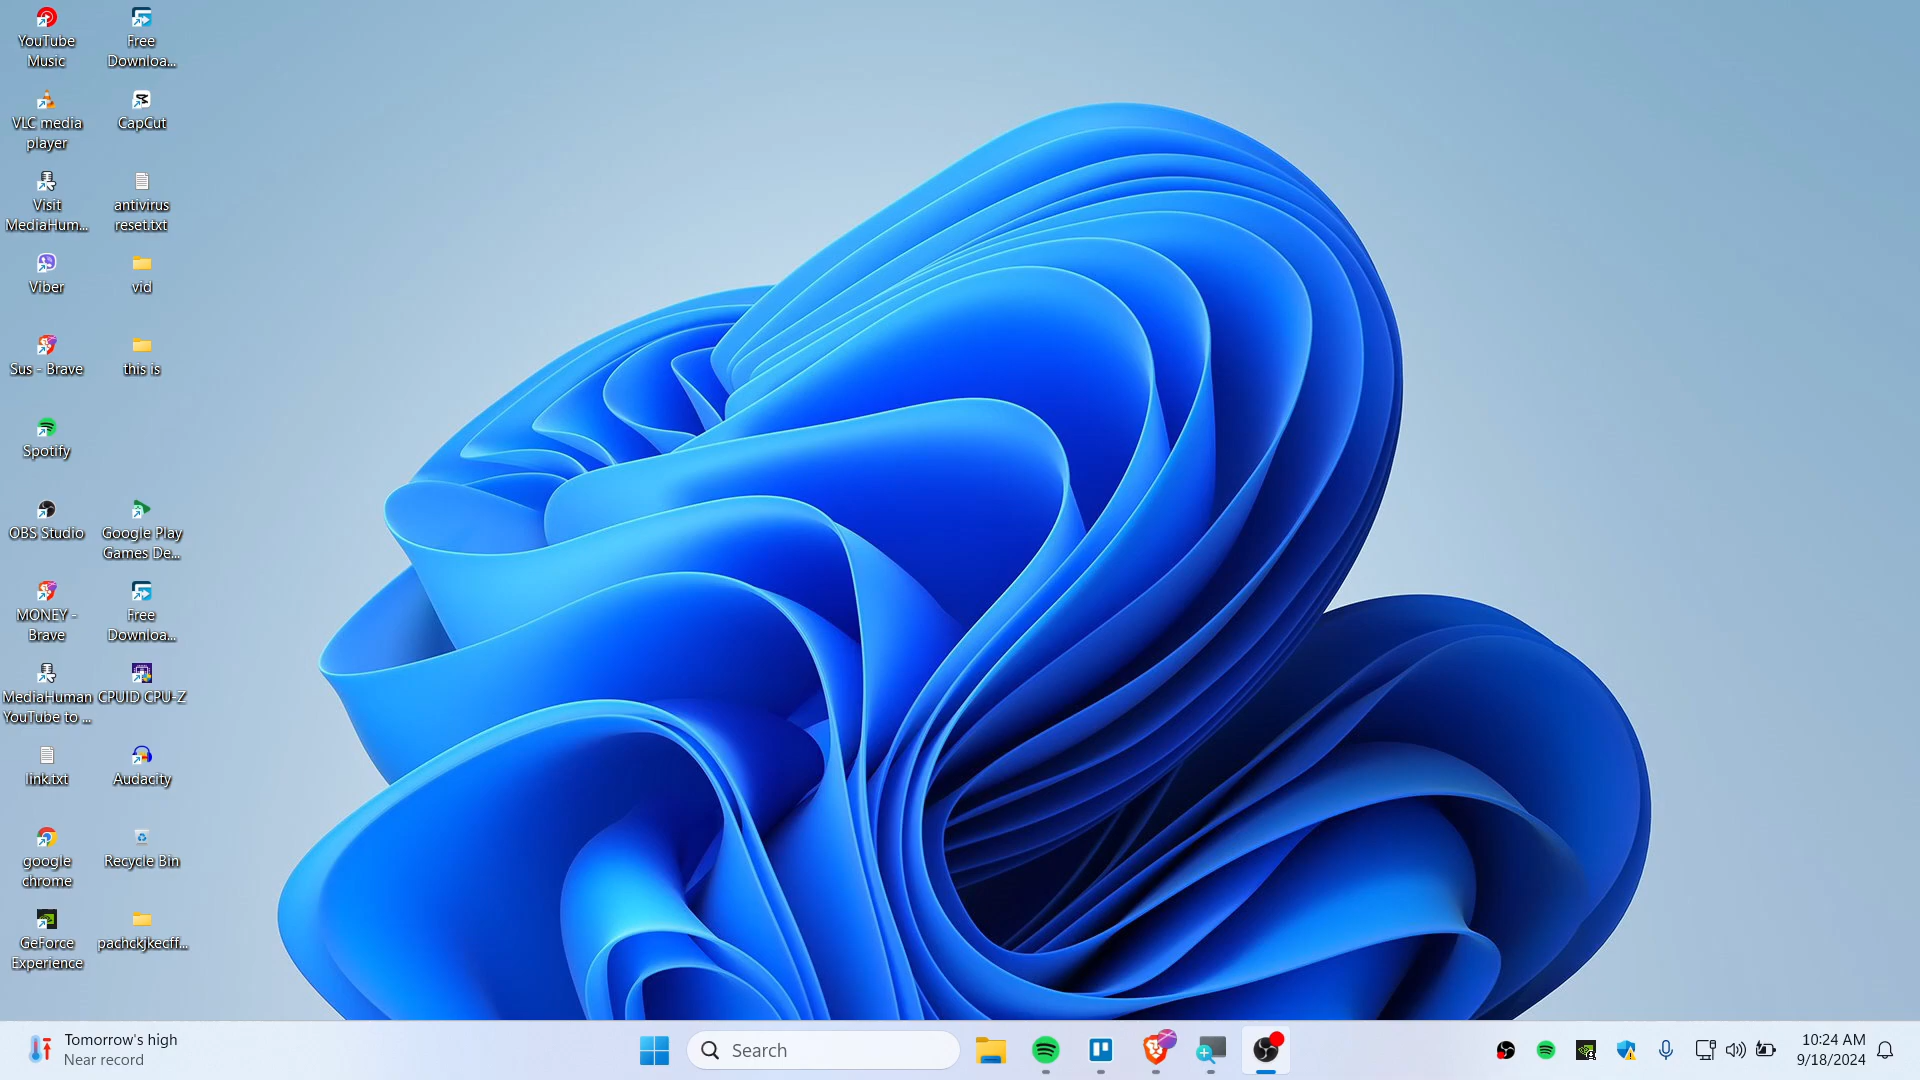 YouTube
Music
Free
Downloa...
VLC media
player
CapCut
Visit
MediaHum...
antivirus
reset.txt
Viber
vid
Sus - Brave
this is
Spotify
OBS Studio
Google Play
Games De...
MONEY -
Brave
Free
Downloa...
MediaHuman
YouTube to ...
CPUID CPU-Z
link.txt
Audacity
google
chrome
Recycle Bin
GeForce
Experience
pachckjkecff...
Tomorrow's high
Near record
Search
10:24 AM
9/18/2024